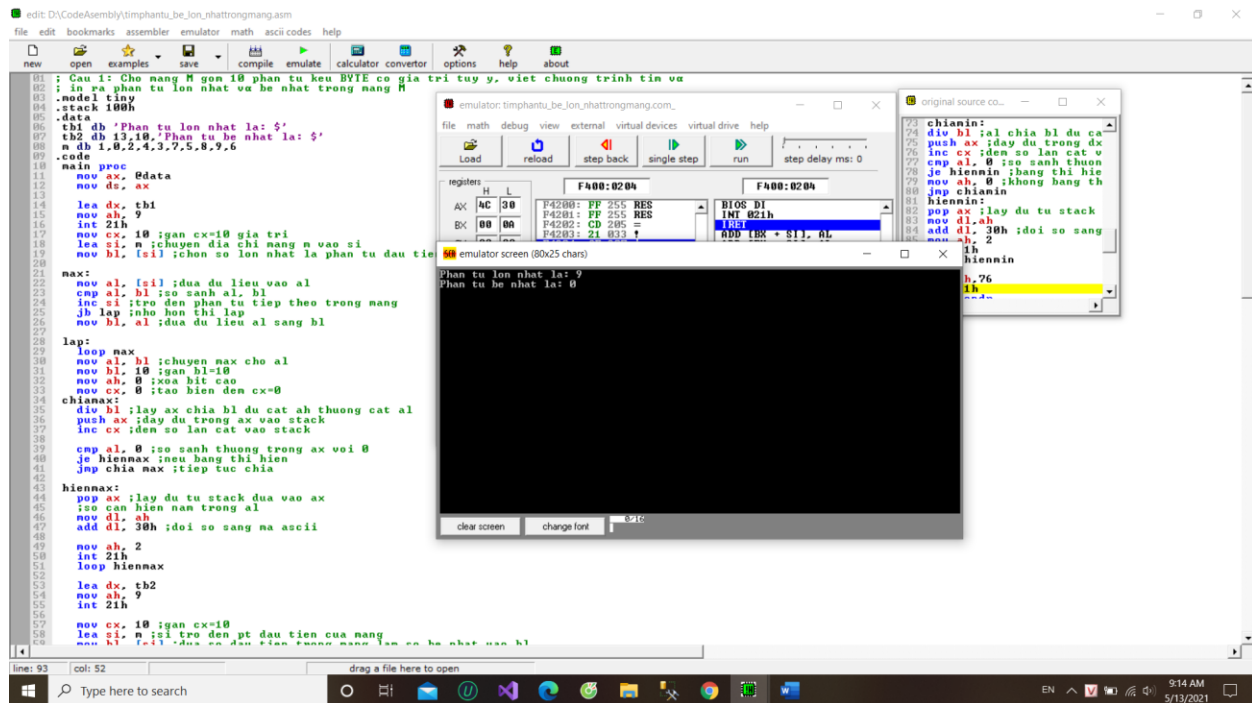 edit: D:\CodeAsembly\timphantu_be_lon_nhattrongmang.asm
file edit bookmarks assembler emulator math ascii codes help
new open examples save compile emulate calculator convertor options help about
01 ; Cau 1: Cho mang M gom 10 phan tu keu BYTE co gia tri tuy y, viet chuong trinh tim va
02 ; in ra phan tu lon nhat va be nhat trong mang M
03 .model tiny
04 .stack 100h
05 .data
06 tb1 db 'Phan tu lon nhat la: $'
07 tb2 db 13,10,'Phan tu be nhat la: $'
08 m db 1,0,2,4,3,7,5,8,9,6
09 .code
10 main proc
11 mov ax, @data
12 mov ds, ax
13
14 lea dx, tb1
15 mov ah, 9
16 int 21h
17 mov cx, 10 ;gan cx=10 gia tri
18 lea si, m ;chuyen dia chi mang m vao si
19 mov bl, [si] ;chon so lon nhat la phan tu dau tie
20
21 max:
22 mov al, [si] ;dua du lieu vao al
23 cmp al, bl ;so sanh al, bl
24 inc si ;tro den phan tu tiep theo trong mang
25 jb lap ;nho hon thi lap
26 mov bl, al ;dua du lieu al sang bl
27
28 lap:
29 loop max
30 mov al, bl ;chuyen max cho al
31 mov bl, 10 ;gan bl=10
32 mov ah, 0 ;xoa bit cao
33 mov cx, 0 ;tao bien dem cx=0
34 chiamax:
35 div bl ;lay ax chia bl du cat ah thuong cat al
36 push ax ;day du trong ax vao stack
37 inc cx ;dem so lan cat vao stack
38
39 cmp al, 0 ;so sanh thuong trong ax voi 0
40 je hienmax ;neu bang thi hien
41 jmp chia max ;tiep tuc chia
42
43 hienmax:
44 pop ax ;lay du tu stack dua vao ax
45 ;so can hien nam trong al
46 mov dl, ah
47 add dl, 30h ;doi so sang ma ascii
48
49 mov ah, 2
50 int 21h
51 loop hienmax
52
53 lea dx, tb2
54 mov ah, 9
55 int 21h
56
57 mov cx, 10 ;gan cx=10
58 lea si, m ;si tro den pt dau tien cua mang
59 mov bl, [si] ;dua so dau tien trong mang lam so be nhat vao bl
emulator: timphantu_be_lon_nhattrongmang.com_
file math debug view external virtual devices virtual drive help
Load reload step back single step run step delay ms: 0
registers
H L
F400:0204 F400:0204
AX 4C 30
BX 00 0A
F4200: FF 255 RES
F4201: FF 255 RES
F4202: CD 205 =
F4203: 21 033 !
BIOS DI
INT 021h
IRET
ADD [BX + SI], AL
original source co...
73 chiamin:
74 div bl ;al chia bl du ca
75 push ax ;day du trong dx
76 inc cx ;dem so lan cat v
77 cmp al, 0 ;so sanh thuon
78 je hienmin ;bang thi hie
79 mov ah, 0 ;khong bang th
80 jmp chiamin
81 hienmin:
82 pop ax ;lay du tu stack
83 mov dl,ah
84 add dl, 30h ;doi so sang
85 mov ah, 2
1h
hienmin
h,76
1h
emulator screen (80x25 chars)
Phan tu lon nhat la: 9
Phan tu be nhat la: 0
clear screen change font 0/16
line: 93 col: 52 drag a file here to open
Type here to search
EN
9:14 AM
5/13/2021